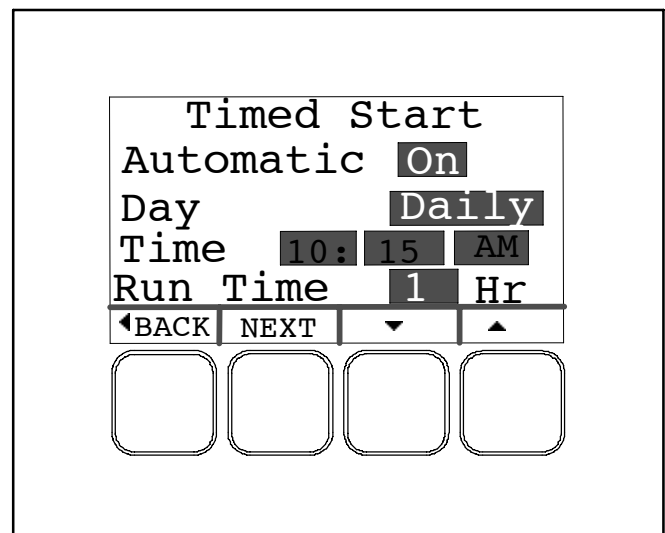 Timed Start
Automatic On
Day Daily
Time 10: 15 AM
Run Time 1 Hr
BACK NEXT